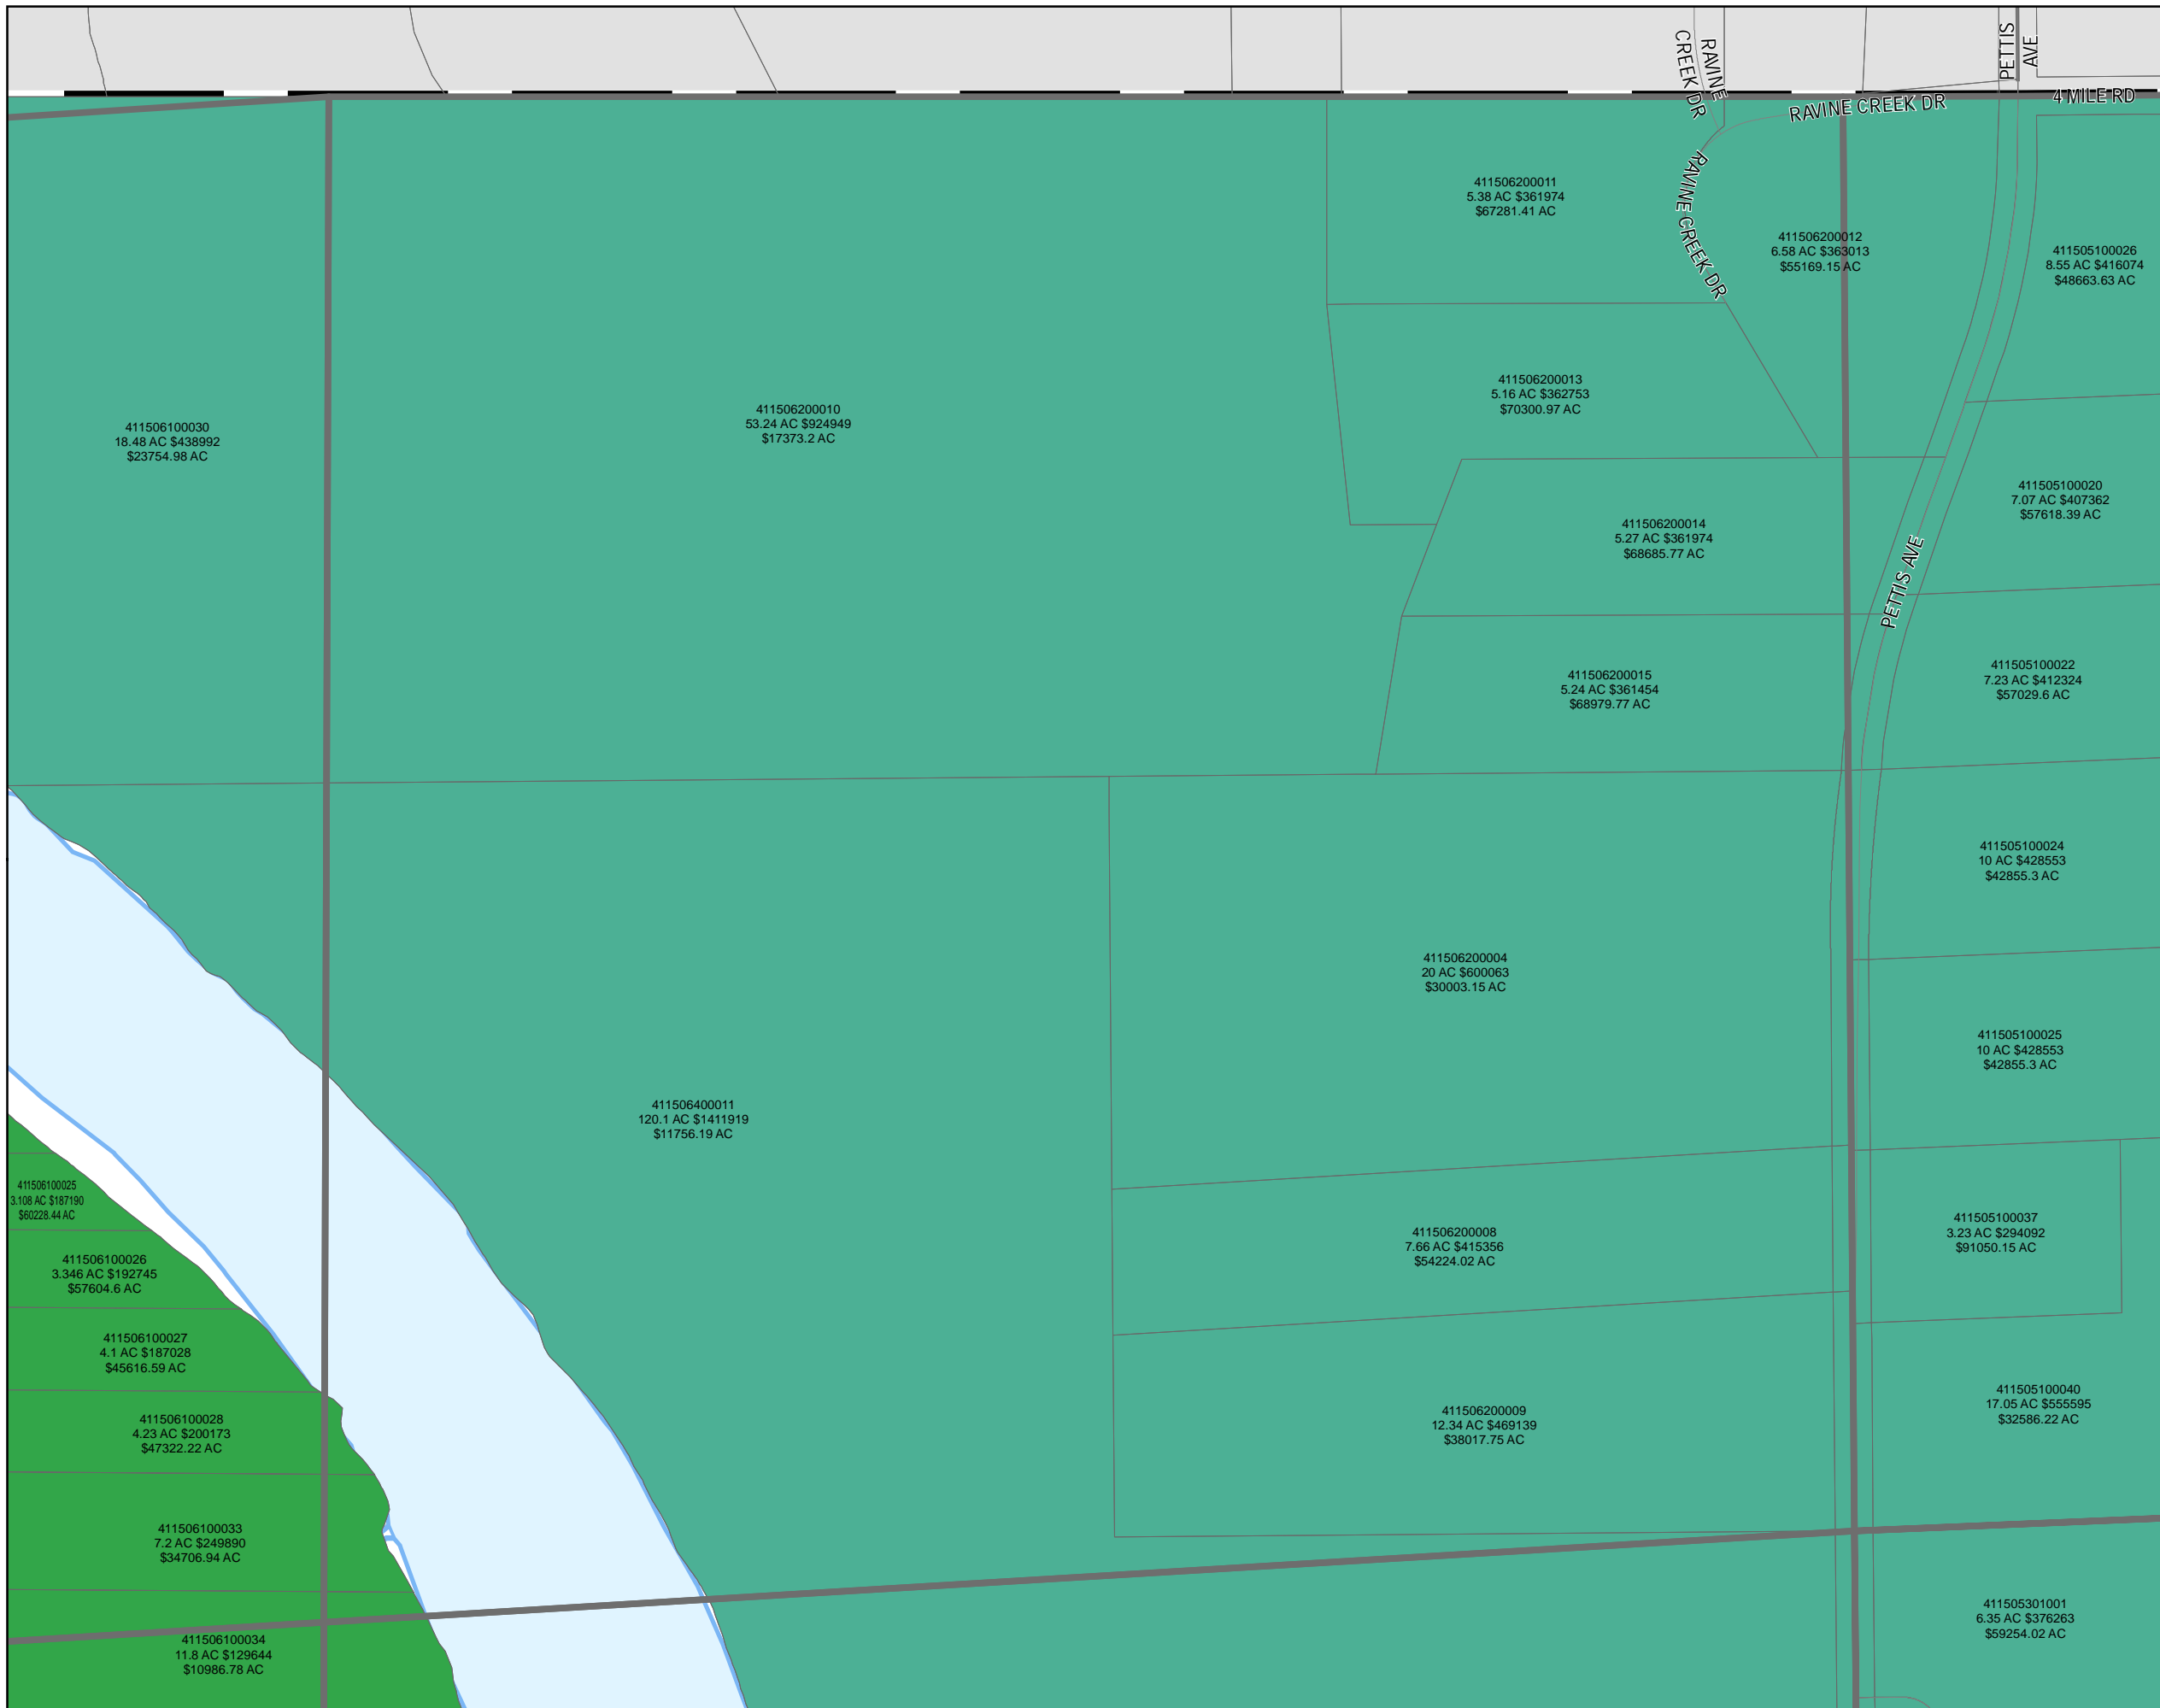 RAVINE
CREEK DR
PETTIS
AVE
RAVINE CREEK DR
4 MILE RD
RAVINE CREEK DR
411506200011
5.38 AC $361974
$67281.41 AC
411506200012
6.58 AC $363013
$55169.15 AC
411505100026
8.55 AC $416074
$48663.63 AC
411506200013
5.16 AC $362753
$70300.97 AC
411506200010
53.24 AC $924949
$17373.2 AC
411506100030
18.48 AC $438992
$23754.98 AC
411505100020
7.07 AC $407362
$57618.39 AC
411506200014
5.27 AC $361974
$68685.77 AC
PETTIS AVE
411505100022
7.23 AC $412324
$57029.6 AC
411506200015
5.24 AC $361454
$68979.77 AC
411505100024
10 AC $428553
$42855.3 AC
411506200004
20 AC $600063
$30003.15 AC
411505100025
10 AC $428553
$42855.3 AC
411506400011
120.1 AC $1411919
$11756.19 AC
411506100025
3.108 AC $187190
$60228.44 AC
411505100037
3.23 AC $294092
$91050.15 AC
411506200008
7.66 AC $415356
$54224.02 AC
411506100026
3.346 AC $192745
$57604.6 AC
411506100027
4.1 AC $187028
$45616.59 AC
411505100040
17.05 AC $555595
$32586.22 AC
411506200009
12.34 AC $469139
$38017.75 AC
411506100028
4.23 AC $200173
$47322.22 AC
411506100033
7.2 AC $249890
$34706.94 AC
411505301001
6.35 AC $376263
$59254.02 AC
411506100034
11.8 AC $129644
$10986.78 AC